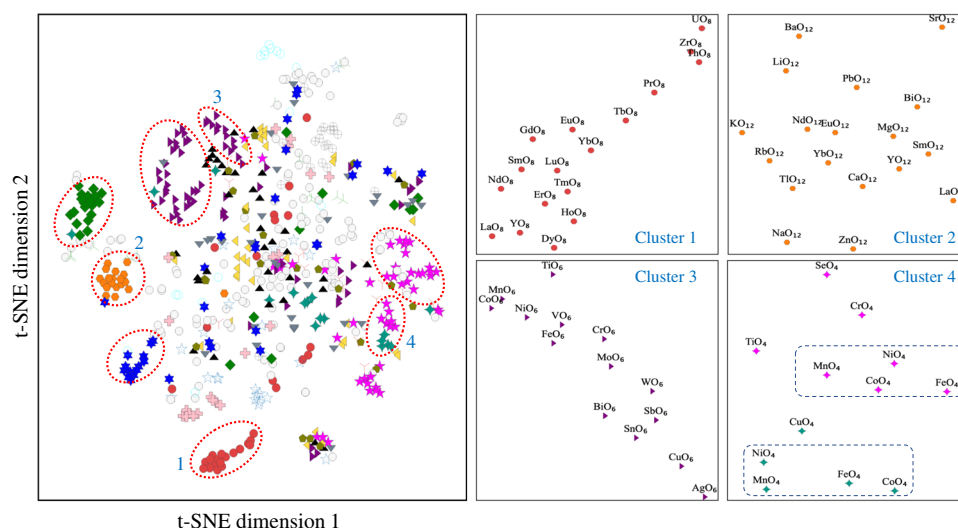 t-SNE dimension 2
t-SNE dimension 1
3
2
4
1
UO₈
ZrO₈
ThO₈
PrO₈
TbO₈
EuO₈
GdO₈
YbO₈
SmO₈
LuO₈
NdO₈
TmO₈
ErO₈
HoO₈
LaO₈
YO₈
DyO₈
Cluster 1
SrO₁₂
BaO₁₂
LiO₁₂
PbO₁₂
BiO₁₂
KO₁₂
NdO₁₂
EuO₁₂
MgO₁₂
SmO₁₂
RbO₁₂
YbO₁₂
YO₁₂
TlO₁₂
CaO₁₂
NaO₁₂
ZnO₁₂
Cluster 2
TiO₆
MnO₆
NiO₆
VO₆
FeO₆
CrO₆
MoO₆
WO₆
BiO₆
SbO₆
SnO₆
CuO₆
AgO₆
Cluster 3
SeO₄
CrO₄
TiO₄
NiO₄
MnO₄
CoO₄
FeO₄
CuO₄
NiO₄
MnO₄
FeO₄
CoO₄
Cluster 4